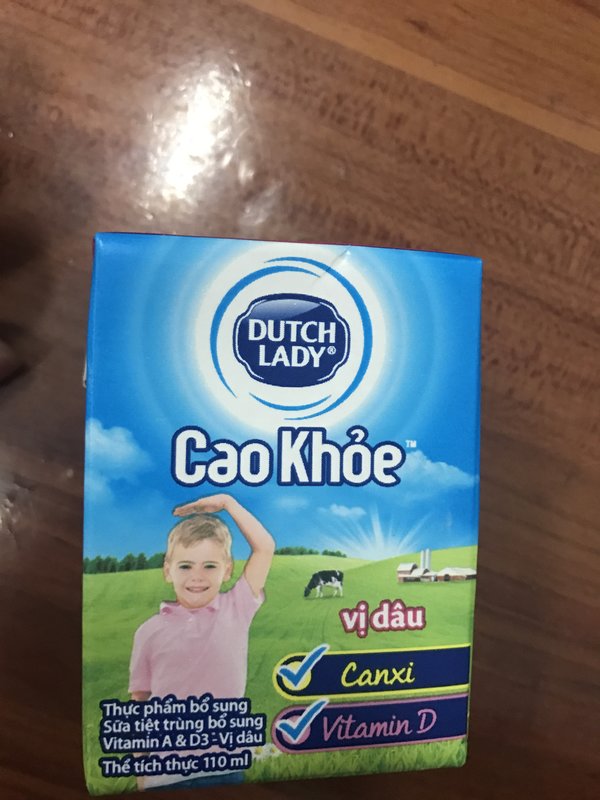 DUTCH
LADY®
Cao Khỏe™
vị dâu
Canxi
Vitamin D
Thực phẩm bổ sung
Sữa tiệt trùng bổ sung
Vitamin A & D3 - Vị dâu
Thể tích thực 110 ml